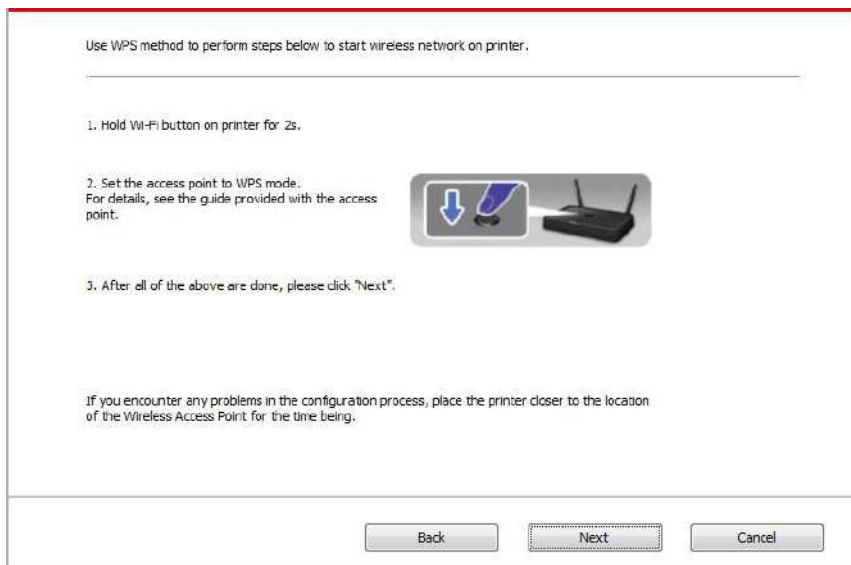 Use WPS method to perform steps below to start wireless network on printer.
1. Hold Wi-Fi button on printer for 2s.
2. Set the access point to WPS mode.
For details, see the guide provided with the access
point.
3. After all of the above are done, please click "Next".
If you encounter any problems in the configuration process, place the printer closer to the location
of the Wireless Access Point for the time being.
Back Next Cancel